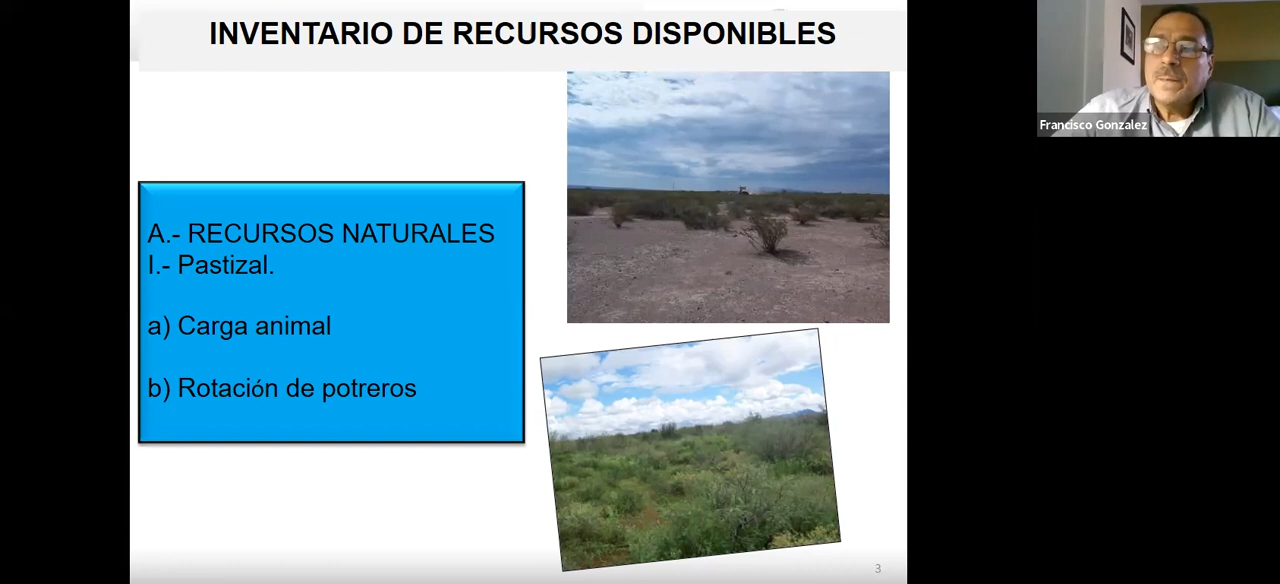 INVENTARIO DE RECURSOS DISPONIBLES
Francisco Gonzalez
A.- RECURSOS NATURALES
I.- Pastizal.
a) Carga animal
b) Rotación de potreros
3